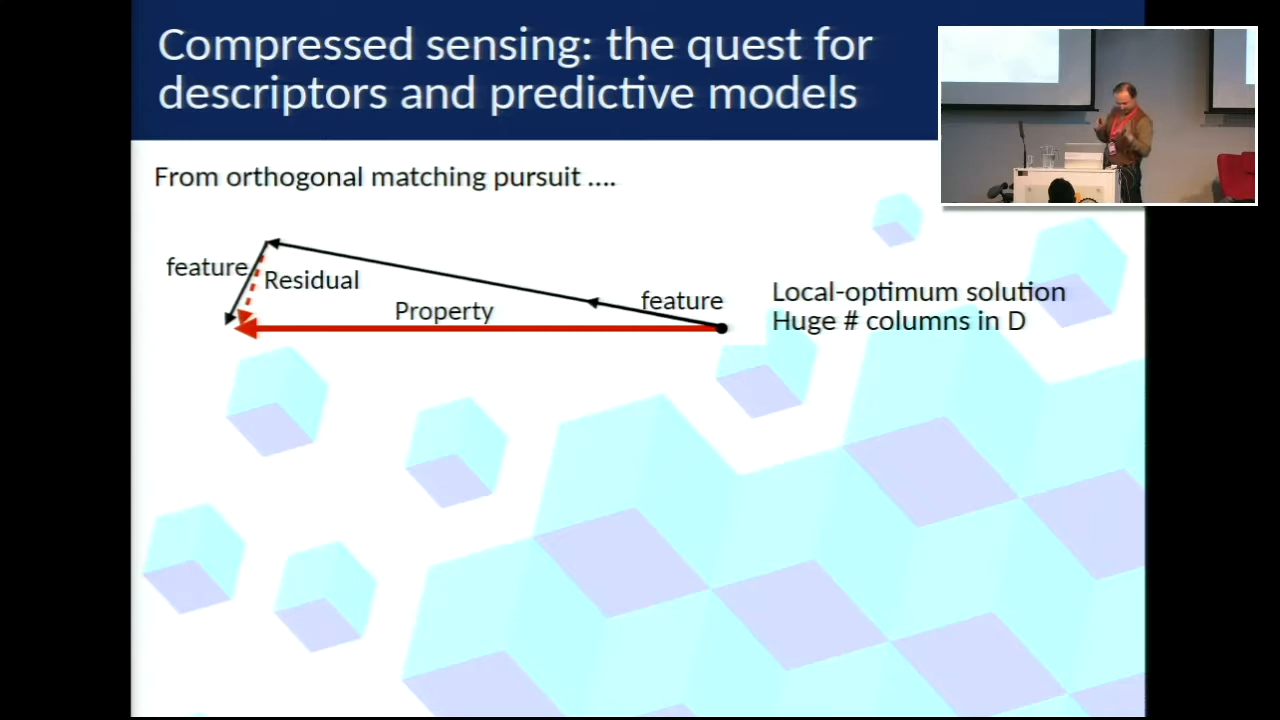 Compressed sensing: the quest for
descriptors and predictive models
From orthogonal matching pursuit ....
feature
Residual
Property
feature
Local-optimum solution
Huge # columns in D